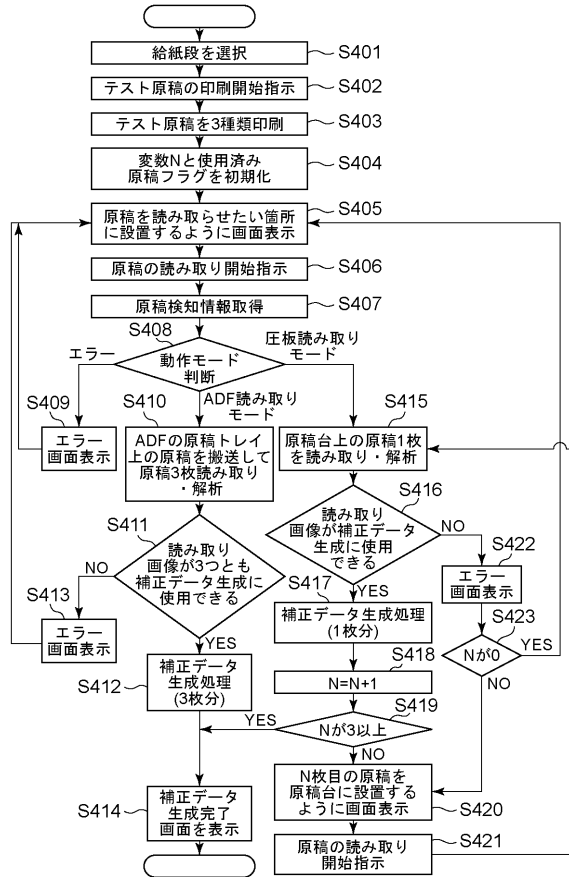 給紙段を選択
S401
テスト原稿の印刷開始指示
S402
テスト原稿を3種類印刷
S403
変数Nと使用済み
原稿フラグを初期化
S404
原稿を読み取らせたい箇所
に設置するように画面表示
S405
原稿の読み取り開始指示
S406
原稿検知情報取得
S407
S408
動作モード
判断
エラー
ADF読み取り
モード
圧板読み取り
モード
S409
エラー
画面表示
S410
ADFの原稿トレイ
上の原稿を搬送して
原稿3枚読み取り
・解析
S415
原稿台上の原稿1枚
を読み取り・解析
S411
読み取り
画像が3つとも
補正データ生成に
使用できる
NO
YES
S413
エラー
画面表示
S412
補正データ
生成処理
(3枚分)
S416
読み取り
画像が補正データ
生成に使用
できる
NO
YES
S422
エラー
画面表示
S423
Nが0
YES
NO
S417
補正データ生成処理
(1枚分)
S418
N=N+1
S419
Nが3以上
YES
NO
S420
N枚目の原稿を
原稿台に設置する
ように画面表示
S421
原稿の読み取り
開始指示
S414
補正データ
生成完了
画面を表示